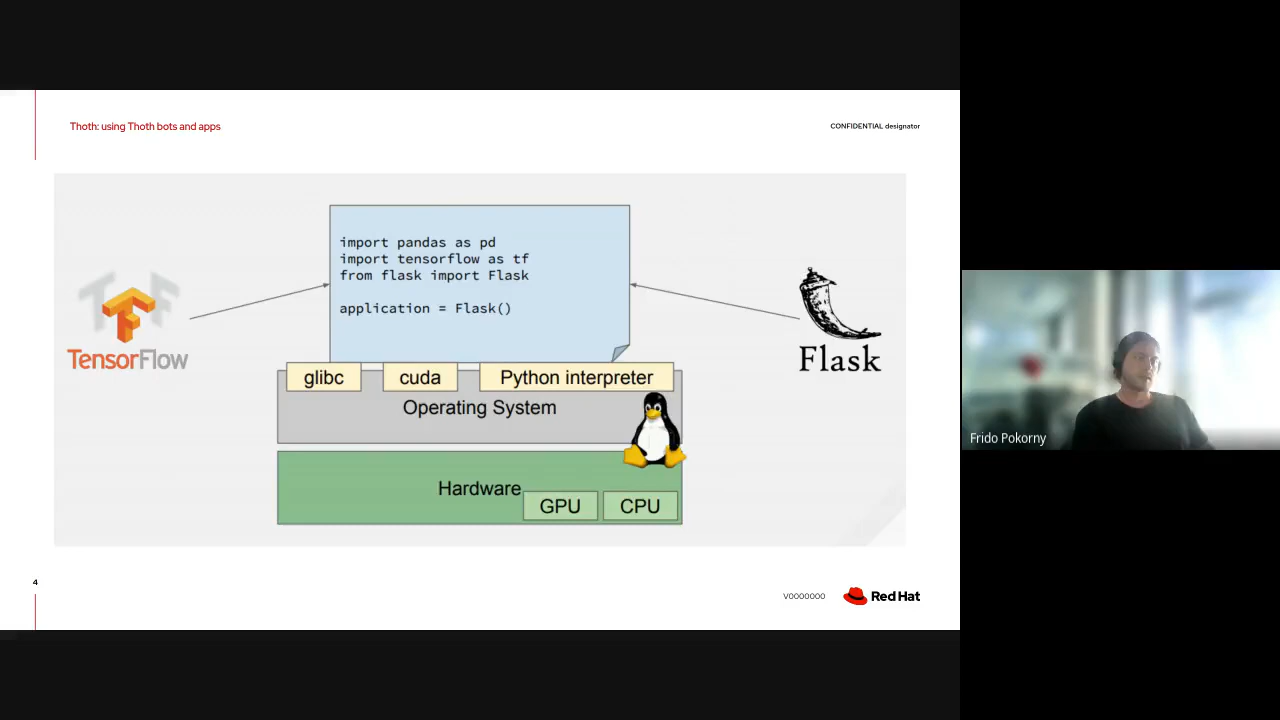 Thoth: using Thoth bots and apps
CONFIDENTIAL designator
import pandas as pd
import tensorflow as tf
from flask import Flask
application = Flask()
TensorFlow
Flask
glibc
cuda
Python interpreter
Operating System
Hardware
GPU
CPU
Frido Pokorny
4
V0000000
Red Hat